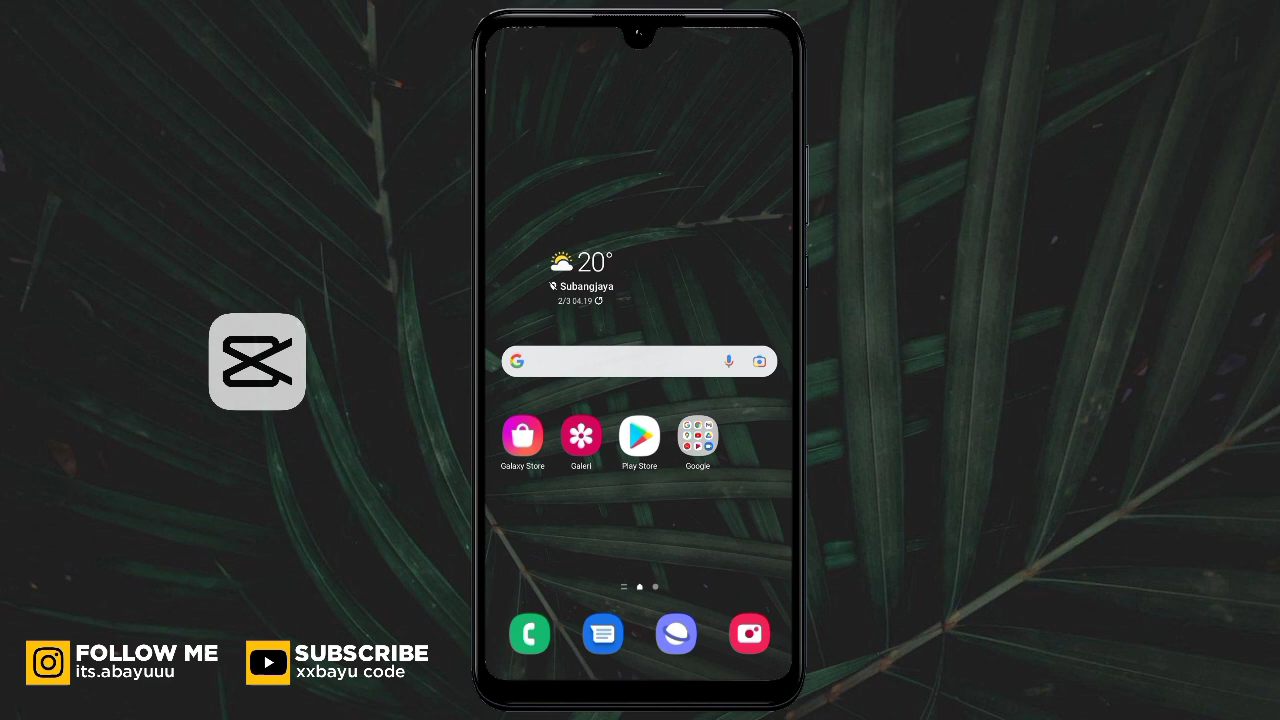 20°
Subangjaya
2/3 04.19
Galaxy Store
Galeri
Play Store
Google
FOLLOW ME
its.abayuuu
SUBSCRIBE
xxbayu code